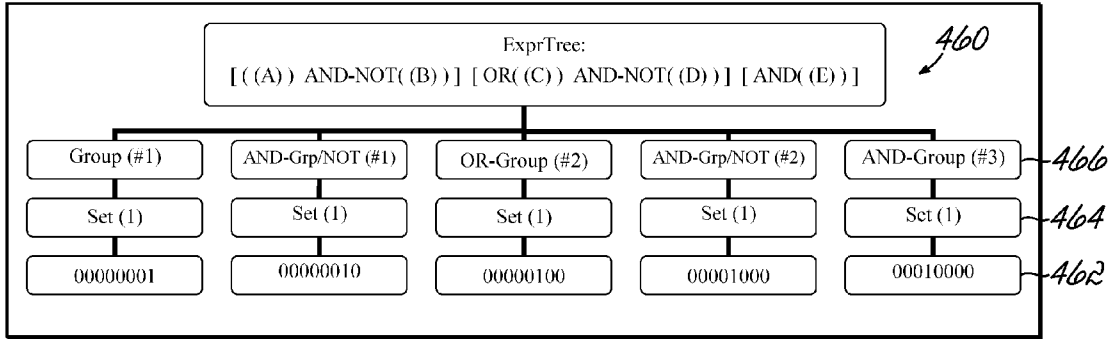 ExprTree:
[ ( (A) ) AND-NOT( (B) ) ] [ OR( (C) ) AND-NOT( (D) ) ] [ AND( (E) ) ]
460
Group (#1) AND-Grp/NOT (#1) OR-Group (#2) AND-Grp/NOT (#2) AND-Group (#3) 466
Set (1) Set (1) Set (1) Set (1) Set (1) 464
00000001 00000010 00000100 00001000 00010000 462